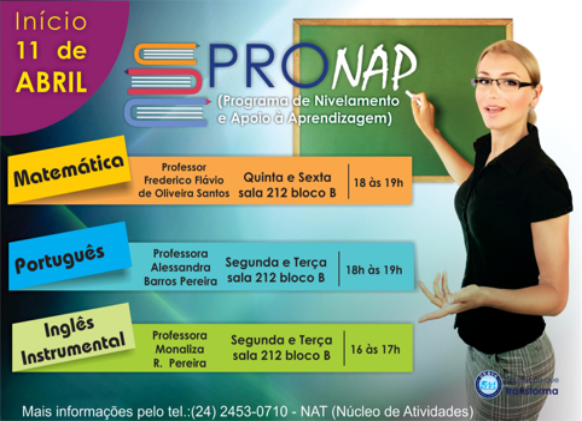 Início
11 de
ABRIL
PRONAP
(Programa de Nivelamento
e Apoio à Aprendizagem)
Matemática
Professor
Frederico Flávio
de Oliveira Santos
Quinta e Sexta
sala 212 bloco B
18 às 19h
Português
Professora
Alessandra
Barros Pereira
Segunda e Terça
sala 212 bloco B
18h às 19h
Inglês
Instrumental
Professora
Monaliza
R. Pereira
Segunda e Terça
sala 212 bloco B
16 às 17h
que
Transforma
Mais informações pelo tel.:(24) 2453-0710 - NAT (Núcleo de Atividades)